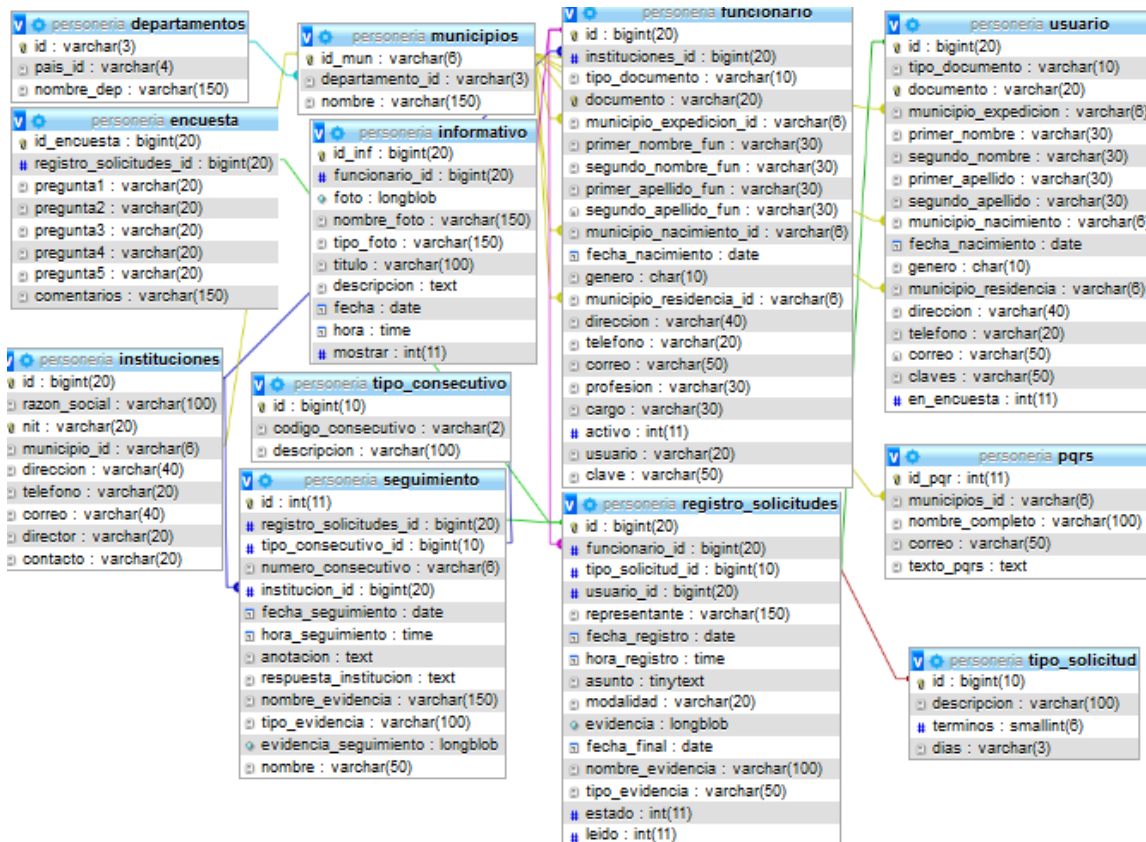 personeria departamentos
id : varchar(3)
pais_id : varchar(4)
nombre_dep : varchar(150)
personeria encuesta
id_encuesta : bigint(20)
registro_solicitudes_id : bigint(20)
pregunta1 : varchar(20)
pregunta2 : varchar(20)
pregunta3 : varchar(20)
pregunta4 : varchar(20)
pregunta5 : varchar(20)
comentarios : varchar(150)
personeria instituciones
id : bigint(20)
razon_social : varchar(100)
nit : varchar(20)
municipio_id : varchar(6)
direccion : varchar(40)
telefono : varchar(20)
correo : varchar(40)
director : varchar(20)
contacto : varchar(20)
personeria municipios
id_mun : varchar(6)
departamento_id : varchar(3)
nombre : varchar(150)
personeria informativo
id_inf : bigint(20)
funcionario_id : bigint(20)
foto : longblob
nombre_foto : varchar(150)
tipo_foto : varchar(150)
titulo : varchar(100)
descripcion : text
fecha : date
hora : time
mostrar : int(11)
personeria tipo_consecutivo
id : bigint(10)
codigo_consecutivo : varchar(2)
descripcion : varchar(100)
personeria seguimiento
id : int(11)
registro_solicitudes_id : bigint(20)
tipo_consecutivo_id : bigint(10)
numero_consecutivo : varchar(6)
institucion_id : bigint(20)
fecha_seguimiento : date
hora_seguimiento : time
anotacion : text
respuesta_institucion : text
nombre_evidencia : varchar(150)
tipo_evidencia : varchar(100)
evidencia_seguimiento : longblob
nombre : varchar(50)
personeria funcionario
id : bigint(20)
instituciones_id : bigint(20)
tipo_documento : varchar(10)
documento : varchar(20)
municipio_expedicion_id : varchar(6)
primer_nombre_fun : varchar(30)
segundo_nombre_fun : varchar(30)
primer_apellido_fun : varchar(30)
segundo_apellido_fun : varchar(30)
municipio_nacimiento_id : varchar(6)
fecha_nacimiento : date
genero : char(10)
municipio_residencia_id : varchar(6)
direccion : varchar(40)
telefono : varchar(20)
correo : varchar(50)
profesion : varchar(30)
cargo : varchar(30)
activo : int(11)
usuario : varchar(20)
clave : varchar(50)
personeria registro_solicitudes
id : bigint(20)
funcionario_id : bigint(20)
tipo_solicitud_id : bigint(10)
usuario_id : bigint(20)
representante : varchar(150)
fecha_registro : date
hora_registro : time
asunto : tinytext
modalidad : varchar(20)
evidencia : longblob
fecha_final : date
nombre_evidencia : varchar(100)
tipo_evidencia : varchar(50)
estado : int(11)
leido : int(11)
personeria usuario
id : bigint(20)
tipo_documento : varchar(10)
documento : varchar(20)
municipio_expedicion : varchar(6)
primer_nombre : varchar(30)
segundo_nombre : varchar(30)
primer_apellido : varchar(30)
segundo_apellido : varchar(30)
municipio_nacimiento : varchar(6
fecha_nacimiento : date
genero : char(10)
municipio_residencia : varchar(6)
direccion : varchar(40)
telefono : varchar(20)
correo : varchar(50)
claves : varchar(50)
en_encuesta : int(11)
personeria pqrs
id_pqr : int(11)
municipios_id : varchar(6)
nombre_completo : varchar(100)
correo : varchar(50)
texto_pqrs : text
personeria tipo_solicitud
id : bigint(10)
descripcion : varchar(100)
terminos : smallint(6)
dias : varchar(3)